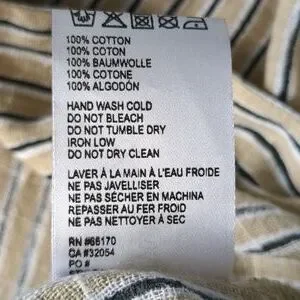 100% COTTON
100% COTON
100% BAUMWOLLE
100% COTONE
100% ALGODÓN
HAND WASH COLD
DO NOT BLEACH
DO NOT TUMBLE DRY
IRON LOW
DO NOT DRY CLEAN
LAVER À LA MAIN À L'EAU FROIDE
NE PAS JAVELLISER
NE PAS SÉCHER EN MACHINA
REPASSER AU FER FROID
NE PAS NETTOYER À SEC
RN #66170
CA #32054
PO #